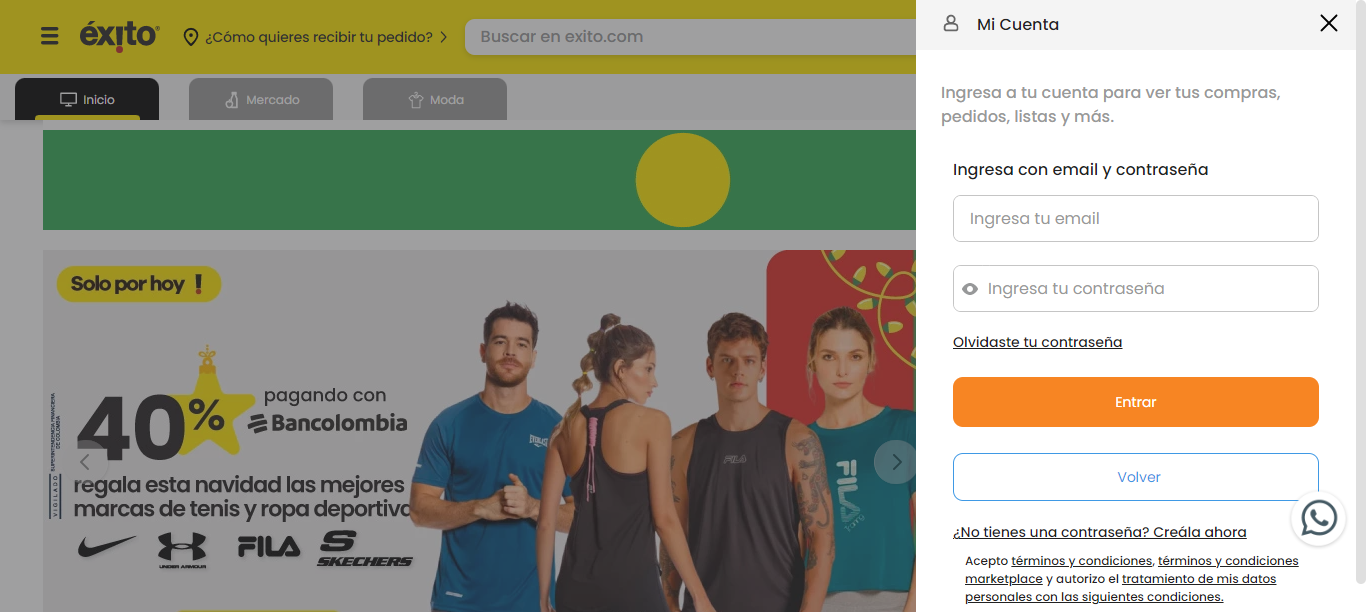 éxito
¿Cómo quieres recibir tu pedido?
Buscar en exito.com
Inicio
Mercado
Moda
Solo por hoy !
40%
pagando con
Bancolombia
VIGILADO SUPERINTENDENCIA FINANCIERA
DE COLOMBIA
regala esta navidad las mejores
marcas de tenis y ropa deportiva
UNDER ARMOUR
FILA
SKECHERS
EVERLAST
FILA
FILA
Mi Cuenta
Ingresa a tu cuenta para ver tus compras,
pedidos, listas y más.
Ingresa con email y contraseña
Ingresa tu email
Ingresa tu contraseña
Olvidaste tu contraseña
Entrar
Volver
¿No tienes una contraseña? Creála ahora
Acepto términos y condiciones, términos y condiciones
marketplace y autorizo el tratamiento de mis datos
personales con las siguientes condiciones.